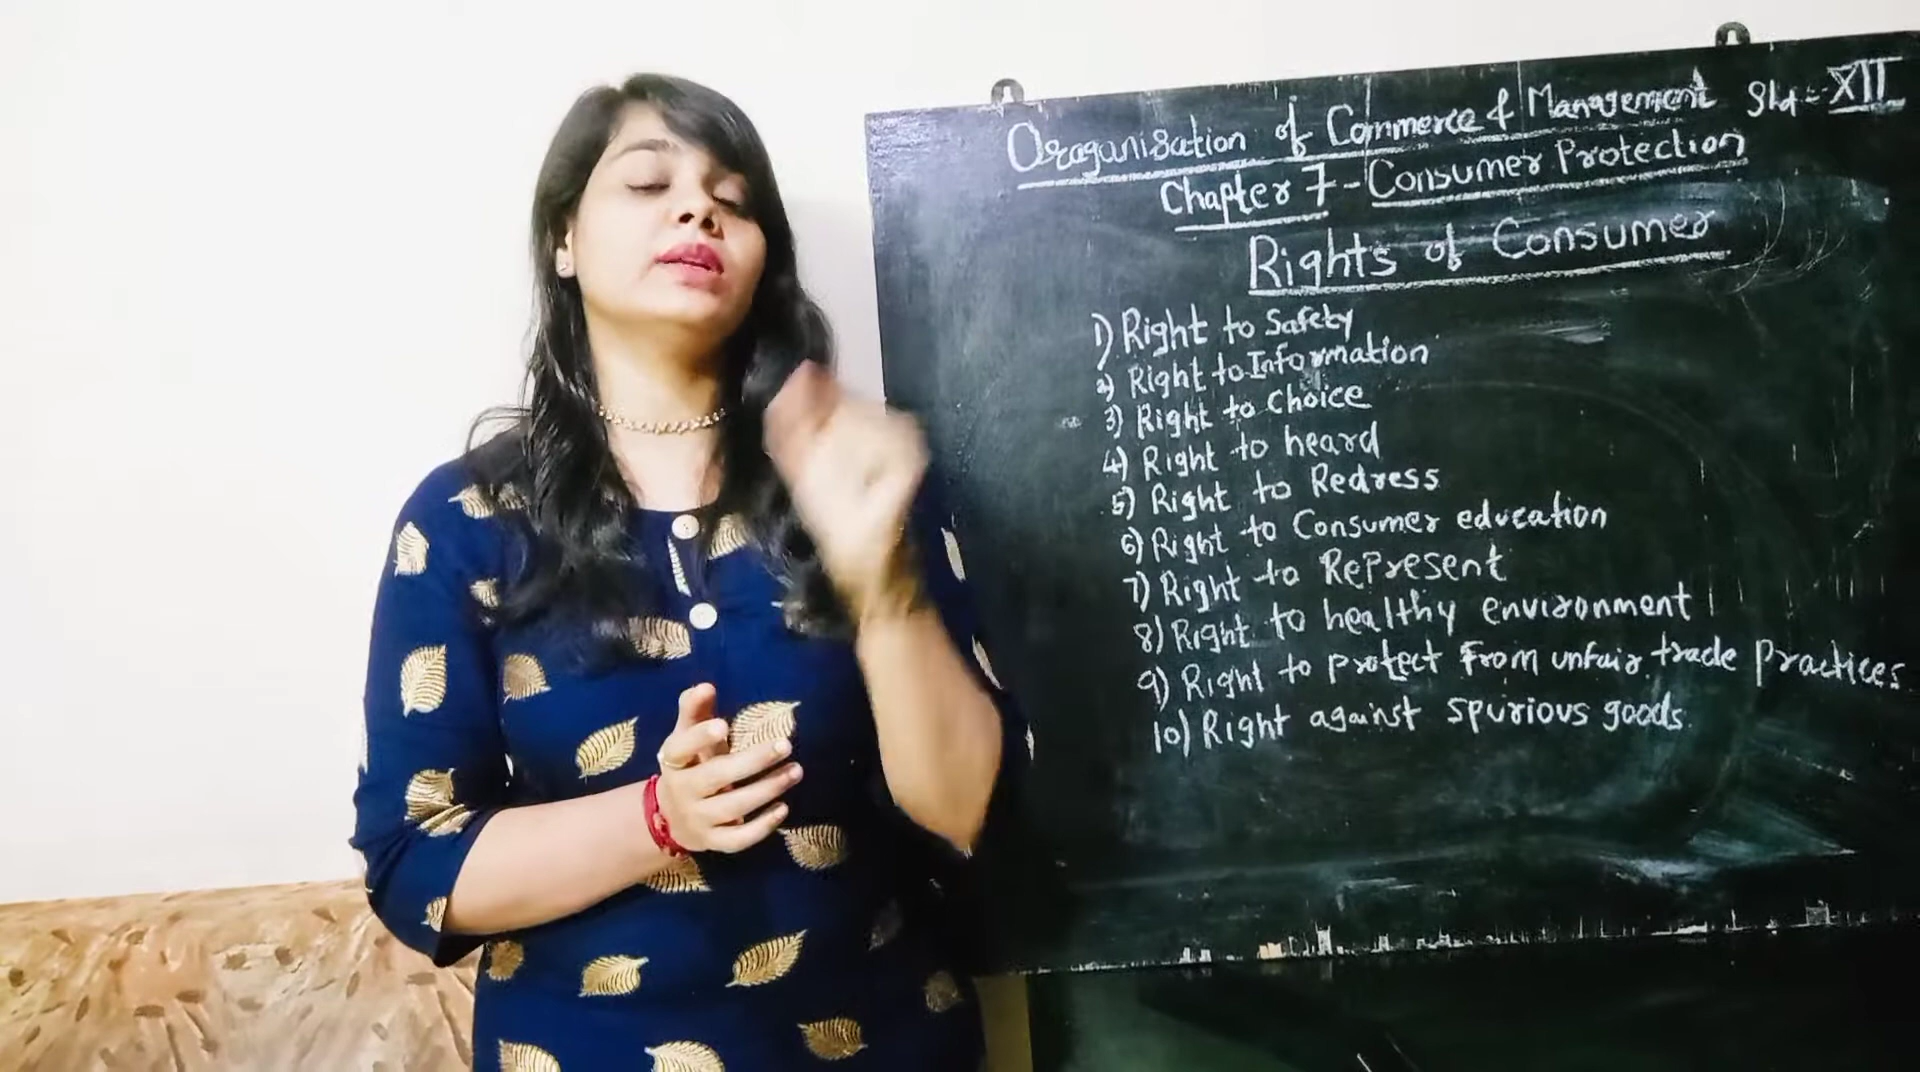 Oraganisation of Commerce & Management Std - XII
Chapter 7 - Consumer Protection
Rights of Consumer
1) Right to Safety
2) Right to Information
3) Right to Choice
4) Right to heard
5) Right to Redress
6) Right to Consumer education
7) Right to Represent
8) Right to healthy environment
9) Right to protect from unfair trade practices
10) Right against spurious goods.